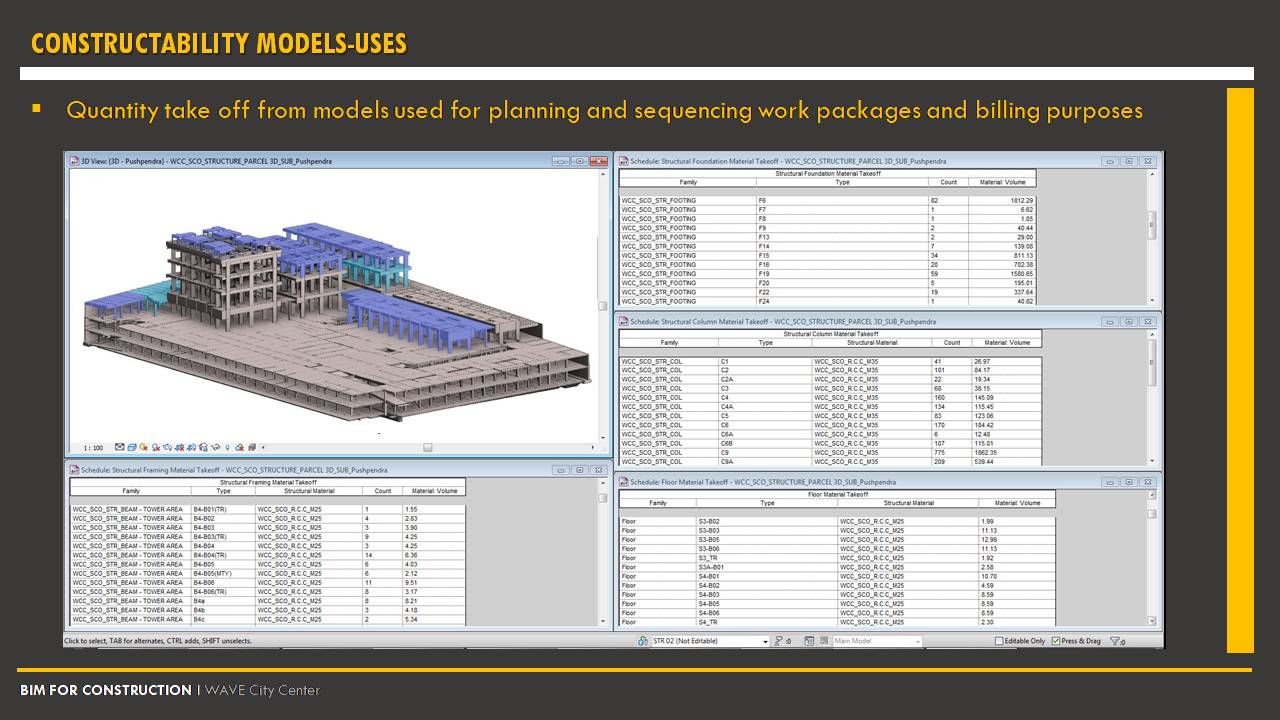 CONSTRUCTABILITY MODELS-USES
▪ Quantity take off from models used for planning and sequencing work packages and billing purposes
3D View: {3D - Pushpendra} - WCC_SCO_STRUCTURE_PARCEL 3D_SUB_Pushpendra
1 : 100
Schedule: Structural Foundation Material Takeoff - WCC_SCO_STRUCTURE_PARCEL 3D_SUB_Pushpendra
Structural Foundation Material Takeoff
Family Type Count Material: Volume
WCC_SCO_STR_FOOTING F6 82 1812.29
WCC_SCO_STR_FOOTING F7 1 6.62
WCC_SCO_STR_FOOTING F8 1 1.05
WCC_SCO_STR_FOOTING F9 2 40.44
WCC_SCO_STR_FOOTING F13 2 29.00
WCC_SCO_STR_FOOTING F14 7 139.08
WCC_SCO_STR_FOOTING F15 34 811.13
WCC_SCO_STR_FOOTING F16 20 702.38
WCC_SCO_STR_FOOTING F19 59 1580.65
WCC_SCO_STR_FOOTING F20 5 195.01
WCC_SCO_STR_FOOTING F22 19 337.64
WCC_SCO_STR_FOOTING F24 1 40.82
Schedule: Structural Column Material Takeoff - WCC_SCO_STRUCTURE_PARCEL 3D_SUB_Pushpendra
Structural Column Material Takeoff
Family Type Structural Material Count Material: Volume
WCC_SCO_STR_COL C1 WCC_SCO_R.C.C_M35 41 26.97
WCC_SCO_STR_COL C2 WCC_SCO_R.C.C_M35 101 84.17
WCC_SCO_STR_COL C2A WCC_SCO_R.C.C_M35 22 19.34
WCC_SCO_STR_COL C3 WCC_SCO_R.C.C_M35 68 38.15
WCC_SCO_STR_COL C4 WCC_SCO_R.C.C_M35 160 145.09
WCC_SCO_STR_COL C4A WCC_SCO_R.C.C_M35 134 115.45
WCC_SCO_STR_COL C5 WCC_SCO_R.C.C_M35 83 123.06
WCC_SCO_STR_COL C6 WCC_SCO_R.C.C_M35 170 184.42
WCC_SCO_STR_COL C6A WCC_SCO_R.C.C_M35 6 12.48
WCC_SCO_STR_COL C6B WCC_SCO_R.C.C_M35 107 115.01
WCC_SCO_STR_COL C9 WCC_SCO_R.C.C_M35 775 1862.35
WCC_SCO_STR_COL C9A WCC_SCO_R.C.C_M35 209 539.44
Schedule: Structural Framing Material Takeoff - WCC_SCO_STRUCTURE_PARCEL 3D_SUB_Pushpendra
Structural Framing Material Takeoff
Family Type Structural Material Count Material: Volume
WCC_SCO_STR_BEAM - TOWER AREA B4-B01(TR) WCC_SCO_R.C.C_M25 1 1.55
WCC_SCO_STR_BEAM - TOWER AREA B4-B02 WCC_SCO_R.C.C_M25 4 2.83
WCC_SCO_STR_BEAM - TOWER AREA B4-B03 WCC_SCO_R.C.C_M25 3 3.90
WCC_SCO_STR_BEAM - TOWER AREA B4-B03(TR) WCC_SCO_R.C.C_M25 9 4.25
WCC_SCO_STR_BEAM - TOWER AREA B4-B04 WCC_SCO_R.C.C_M25 3 4.25
WCC_SCO_STR_BEAM - TOWER AREA B4-B04(TR) WCC_SCO_R.C.C_M25 14 6.36
WCC_SCO_STR_BEAM - TOWER AREA B4-B05 WCC_SCO_R.C.C_M25 6 4.03
WCC_SCO_STR_BEAM - TOWER AREA B4-B05(MTY) WCC_SCO_R.C.C_M25 6 2.12
WCC_SCO_STR_BEAM - TOWER AREA B4-B06 WCC_SCO_R.C.C_M25 11 9.51
WCC_SCO_STR_BEAM - TOWER AREA B4-B06(TR) WCC_SCO_R.C.C_M25 8 3.17
WCC_SCO_STR_BEAM - TOWER AREA B4a WCC_SCO_R.C.C_M25 8 8.21
WCC_SCO_STR_BEAM - TOWER AREA B4b WCC_SCO_R.C.C_M25 3 4.18
WCC_SCO_STR_BEAM - TOWER AREA B4c WCC_SCO_R.C.C_M25 2 5.34
Schedule: Floor Material Takeoff - WCC_SCO_STRUCTURE_PARCEL 3D_SUB_Pushpendra
Floor Material Takeoff
Family Type Structural Material Material: Volume
Floor S3-B02 WCC_SCO_R.C.C_M25 1.99
Floor S3-B03 WCC_SCO_R.C.C_M25 11.13
Floor S3-B05 WCC_SCO_R.C.C_M25 12.99
Floor S3-B06 WCC_SCO_R.C.C_M25 11.13
Floor S3_TR WCC_SCO_R.C.C_M25 1.92
Floor S3A-B01 WCC_SCO_R.C.C_M25 2.58
Floor S4-B01 WCC_SCO_R.C.C_M25 10.70
Floor S4-B02 WCC_SCO_R.C.C_M25 4.59
Floor S4-B03 WCC_SCO_R.C.C_M25 8.59
Floor S4-B05 WCC_SCO_R.C.C_M25 8.59
Floor S4-B06 WCC_SCO_R.C.C_M25 8.59
Floor S4_TR WCC_SCO_R.C.C_M25 2.30
Click to select, TAB for alternates, CTRL adds, SHIFT unselects. STR 02 (Not Editable) :0 Main Model Editable Only Press & Drag :0
BIM FOR CONSTRUCTION | WAVE City Center